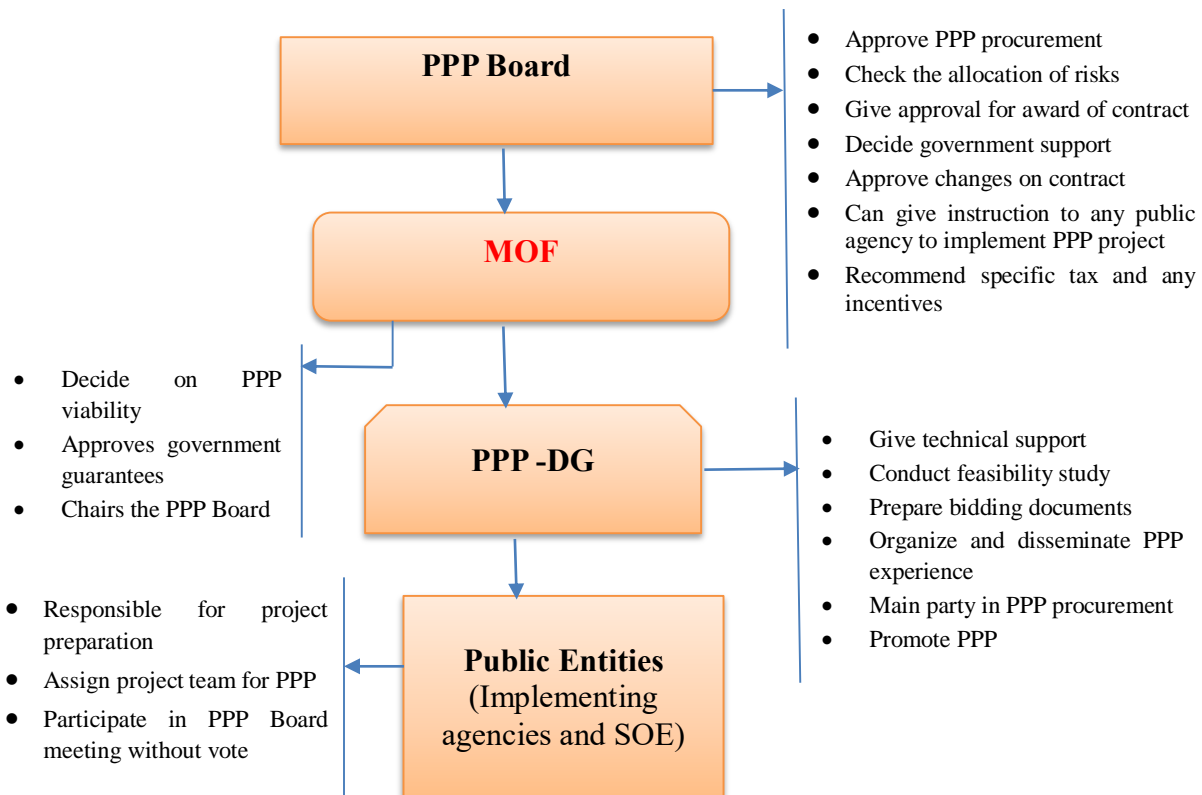 PPP Board
• Approve PPP procurement
• Check the allocation of risks
• Give approval for award of contract
• Decide government support
• Approve changes on contract
• Can give instruction to any public
agency to implement PPP project
• Recommend specific tax and any
incentives
MOF
• Decide on PPP
viability
• Approves government
guarantees
• Chairs the PPP Board
PPP -DG
• Give technical support
• Conduct feasibility study
• Prepare bidding documents
• Organize and disseminate PPP
experience
• Main party in PPP procurement
• Promote PPP
• Responsible for project
preparation
• Assign project team for PPP
• Participate in PPP Board
meeting without vote
Public Entities
(Implementing
agencies and SOE)